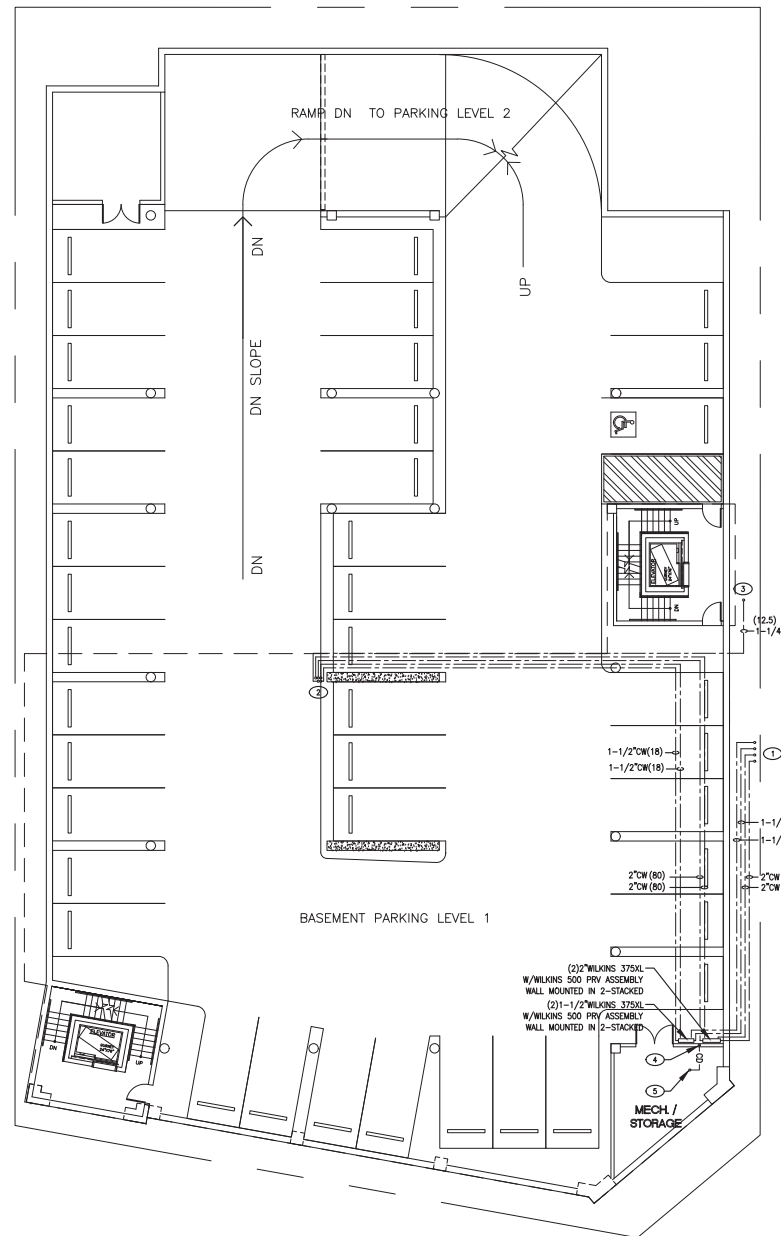 RAMP DN TO PARKING LEVEL 2
DN
UP
DN SLOPE
DN
UP
ELEVATOR
DN
3
(12.5)
1-1/4
2
1
1-1/2"CW(18)
1-1/2"CW(18)
1-1/
1-1/
2"CW(80)
2"CW(80)
2"CW
2"CW
BASEMENT PARKING LEVEL 1
(2)2"WILKINS 375XL
W/WILKINS 500 PRV ASSEMBLY
WALL MOUNTED IN 2-STACKED
(2)1-1/2"WILKINS 375XL
W/WILKINS 500 PRV ASSEMBLY
WALL MOUNTED IN 2-STACKED
ELEVATOR
DN
UP
4
5
MECH. /
STORAGE